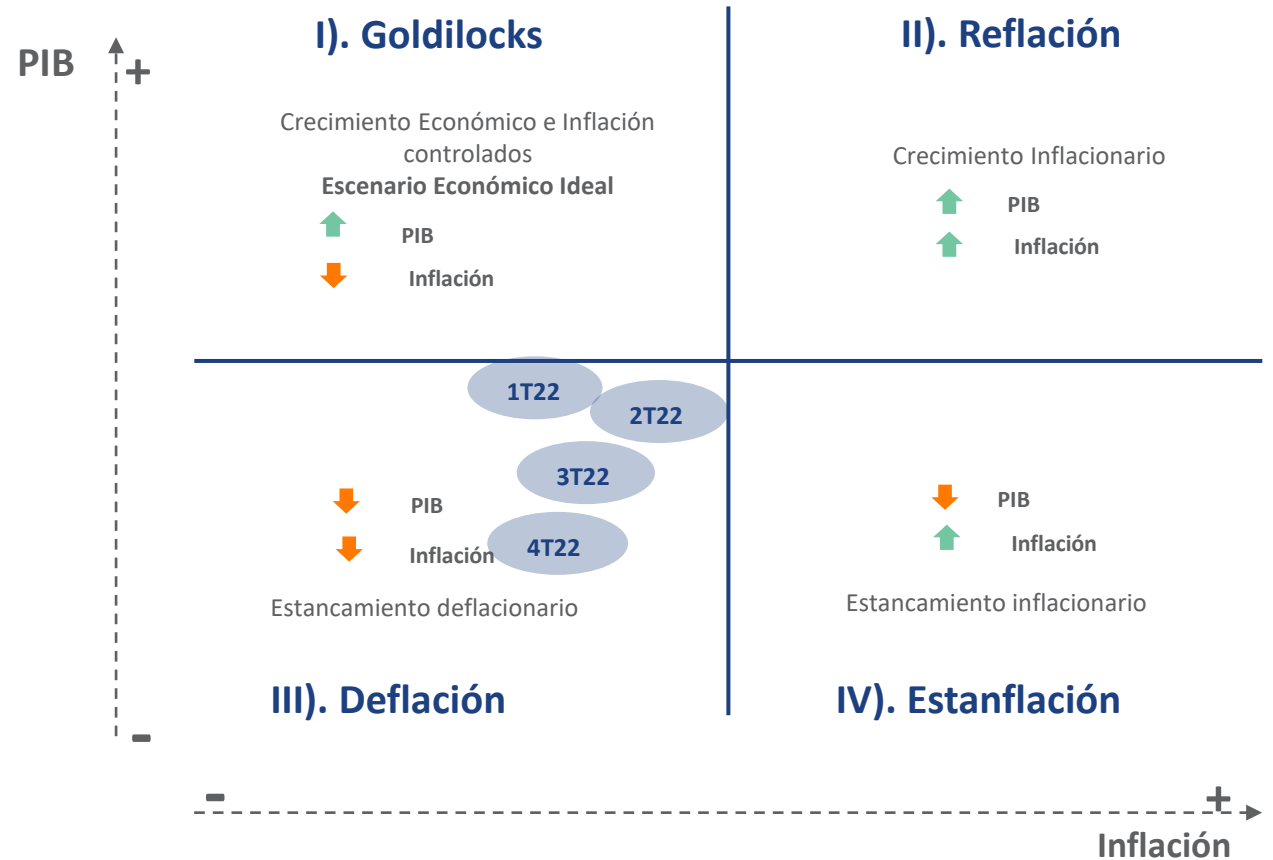 PIB
+
I). Goldilocks
Crecimiento Económico e Inflación
controlados
Escenario Económico Ideal
PIB
Inflación
II). Reflación
Crecimiento Inflacionario
PIB
Inflación
1T22
2T22
3T22
4T22
PIB
Inflación
Estancamiento deflacionario
III). Deflación
PIB
Inflación
Estancamiento inflacionario
IV). Estanflación
-
-
+
Inflación